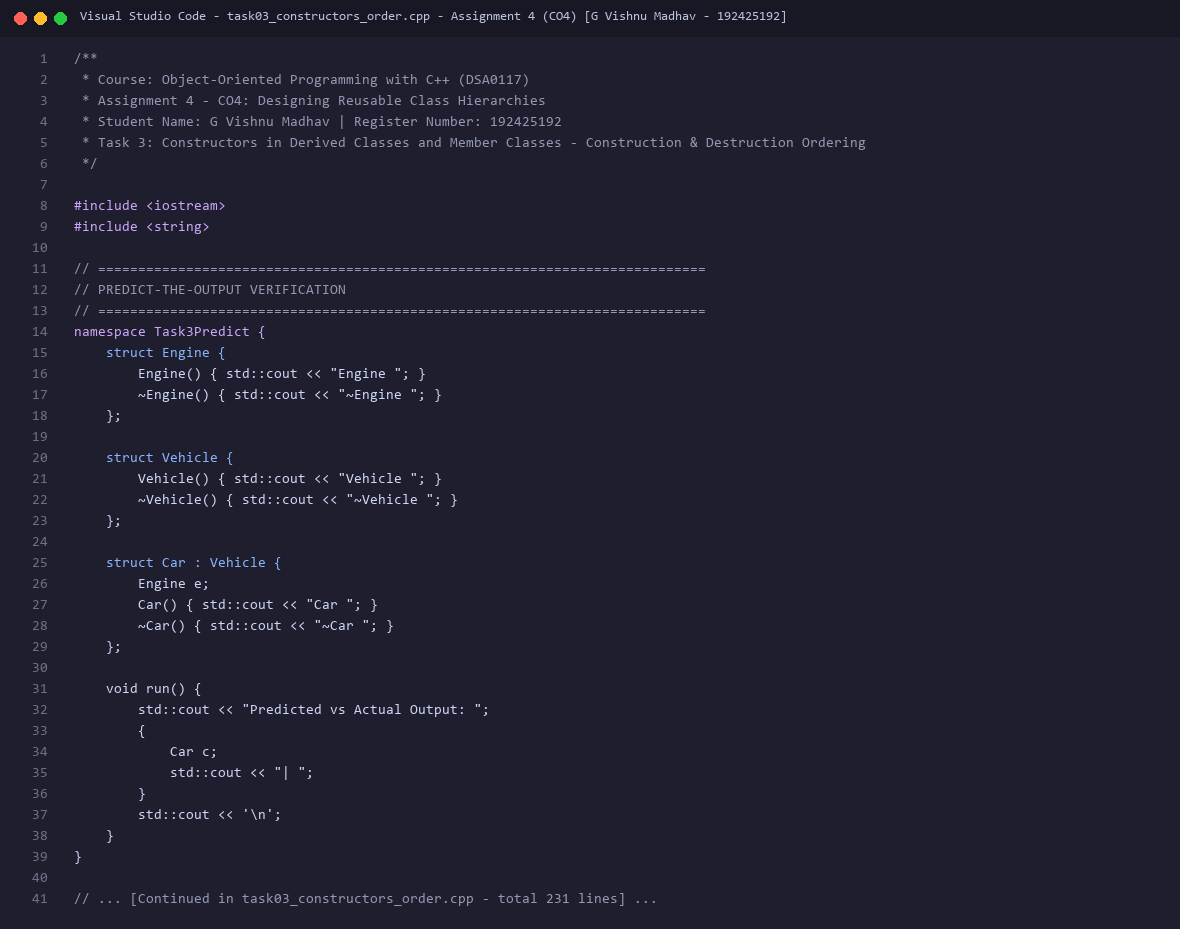 Visual Studio Code - task03_constructors_order.cpp - Assignment 4 (CO4) [G Vishnu Madhav - 192425192]
1 /**
2  * Course: Object-Oriented Programming with C++ (DSA0117)
3  * Assignment 4 - CO4: Designing Reusable Class Hierarchies
4  * Student Name: G Vishnu Madhav | Register Number: 192425192
5  * Task 3: Constructors in Derived Classes and Member Classes - Construction & Destruction Ordering
6  */
7
8 #include <iostream>
9 #include <string>
10
11 // ============================================================================
12 // PREDICT-THE-OUTPUT VERIFICATION
13 // ============================================================================
14 namespace Task3Predict {
15     struct Engine {
16         Engine() { std::cout << "Engine "; }
17         ~Engine() { std::cout << "~Engine "; }
18     };
19
20     struct Vehicle {
21         Vehicle() { std::cout << "Vehicle "; }
22         ~Vehicle() { std::cout << "~Vehicle "; }
23     };
24
25     struct Car : Vehicle {
26         Engine e;
27         Car() { std::cout << "Car "; }
28         ~Car() { std::cout << "~Car "; }
29     };
30
31     void run() {
32         std::cout << "Predicted vs Actual Output: ";
33         {
34             Car c;
35             std::cout << "| ";
36         }
37         std::cout << '\n';
38     }
39 }
40
41 // ... [Continued in task03_constructors_order.cpp - total 231 lines] ...